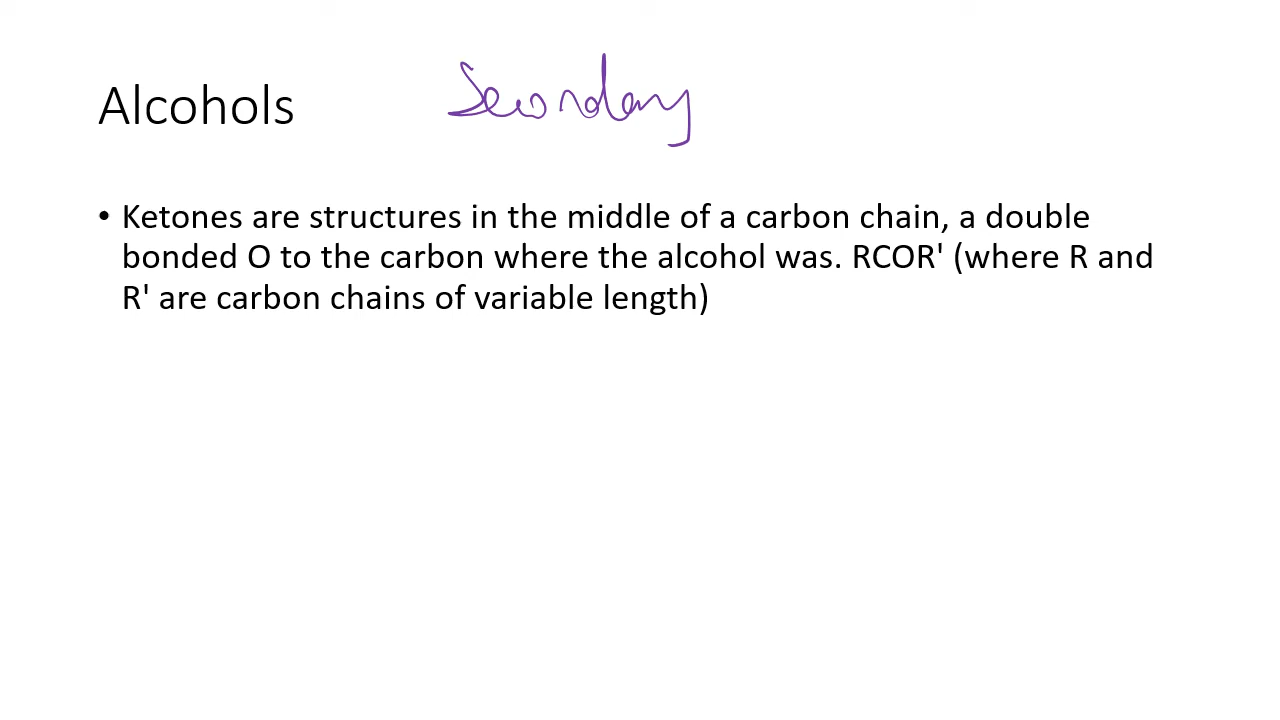 Alcohols Secondary
• Ketones are structures in the middle of a carbon chain, a double
bonded O to the carbon where the alcohol was. RCOR' (where R and
R' are carbon chains of variable length)